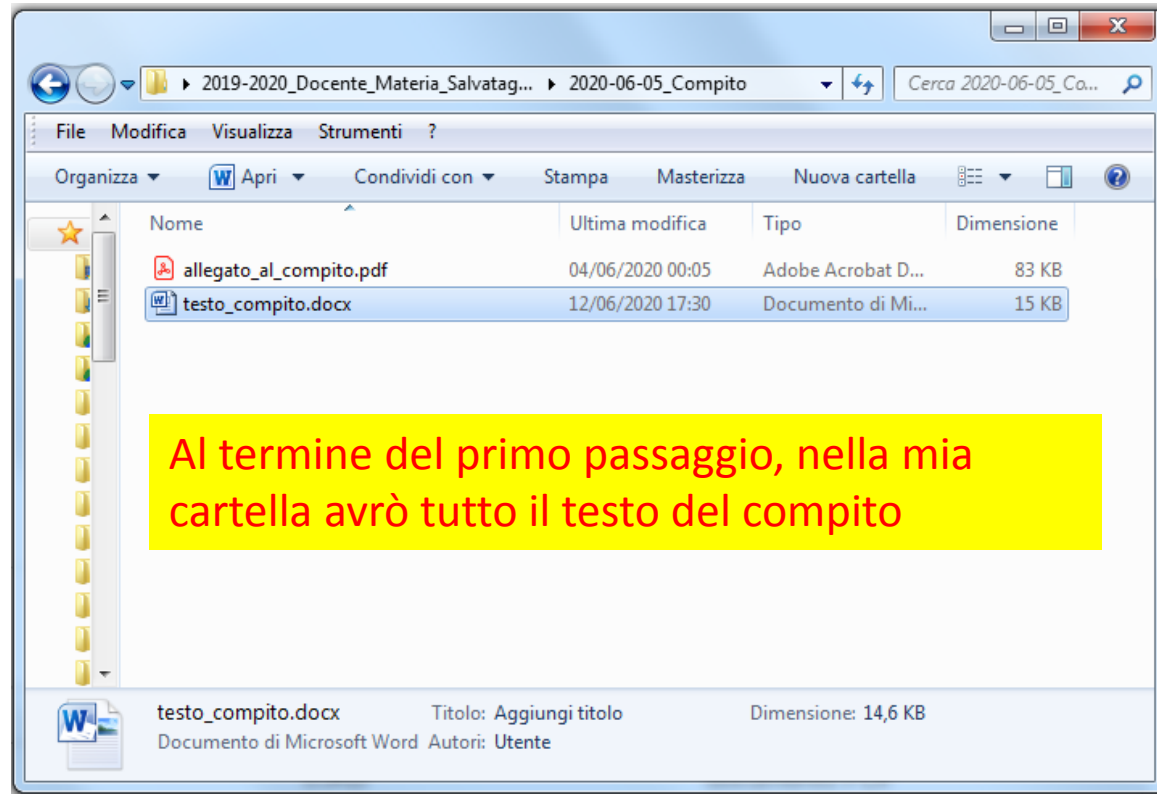 2019-2020_Docente_Materia_Salvatag... 2020-06-05_Compito Cerca 2020-06-05_Co...
File Modifica Visualizza Strumenti ?
Organizza Apri Condividi con Stampa Masterizza Nuova cartella
Nome Ultima modifica Tipo Dimensione
allegato_al_compito.pdf 04/06/2020 00:05 Adobe Acrobat D... 83 KB
testo_compito.docx 12/06/2020 17:30 Documento di Mi... 15 KB
Al termine del primo passaggio, nella mia
cartella avrò tutto il testo del compito
testo_compito.docx Titolo: Aggiungi titolo Dimensione: 14,6 KB
Documento di Microsoft Word Autori: Utente